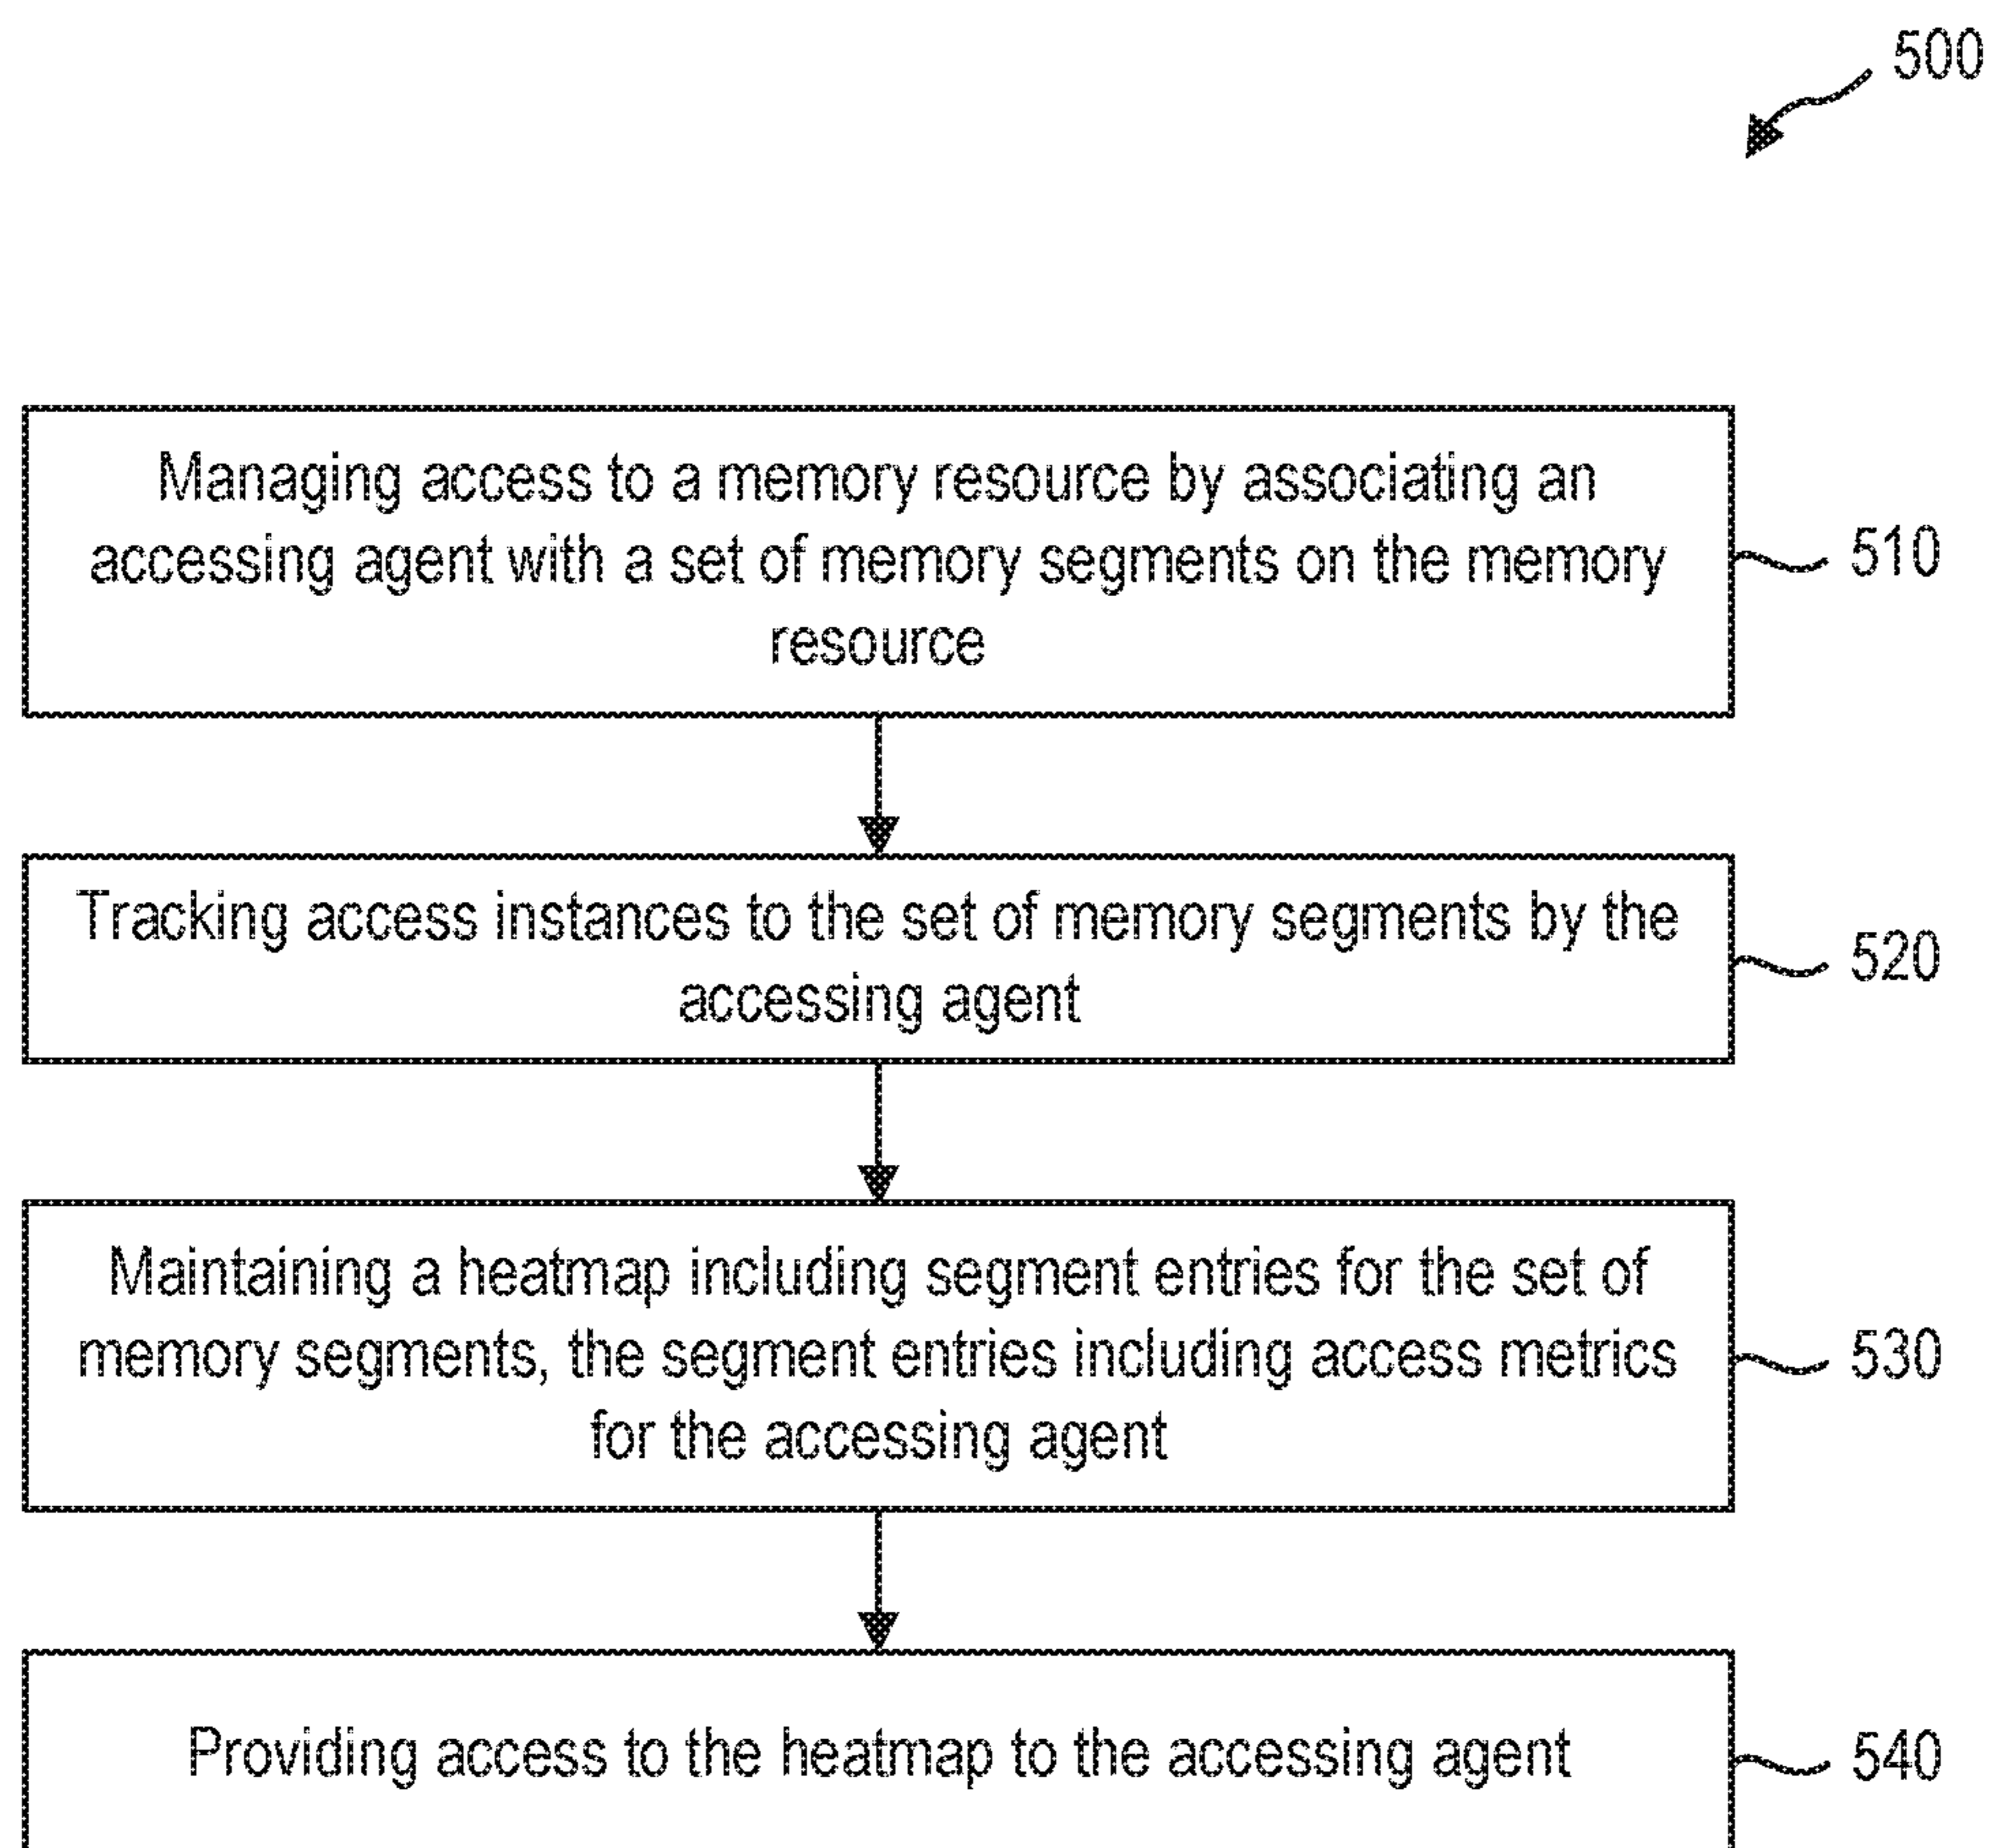 500
Managing access to a memory resource by associating an
accessing agent with a set of memory segments on the memory
resource
510
Tracking access instances to the set of memory segments by the
accessing agent
520
Maintaining a heatmap including segment entries for the set of
memory segments, the segment entries including access metrics
for the accessing agent
530
Providing access to the heatmap to the accessing agent
540